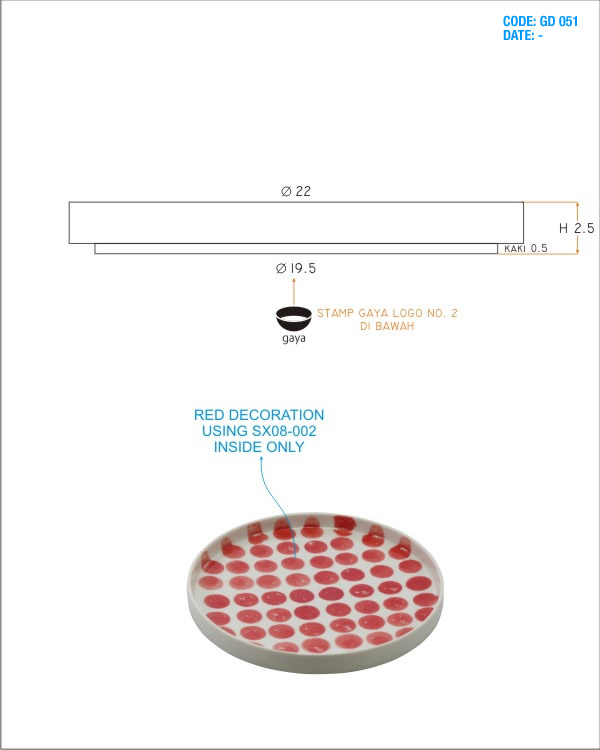 CODE: GD 051
DATE: -
Ø 22
H 2.5
KAKI 0.5
Ø 19.5
STAMP GAYA LOGO NO. 2
DI BAWAH
gaya
RED DECORATION
USING SX08-002
INSIDE ONLY